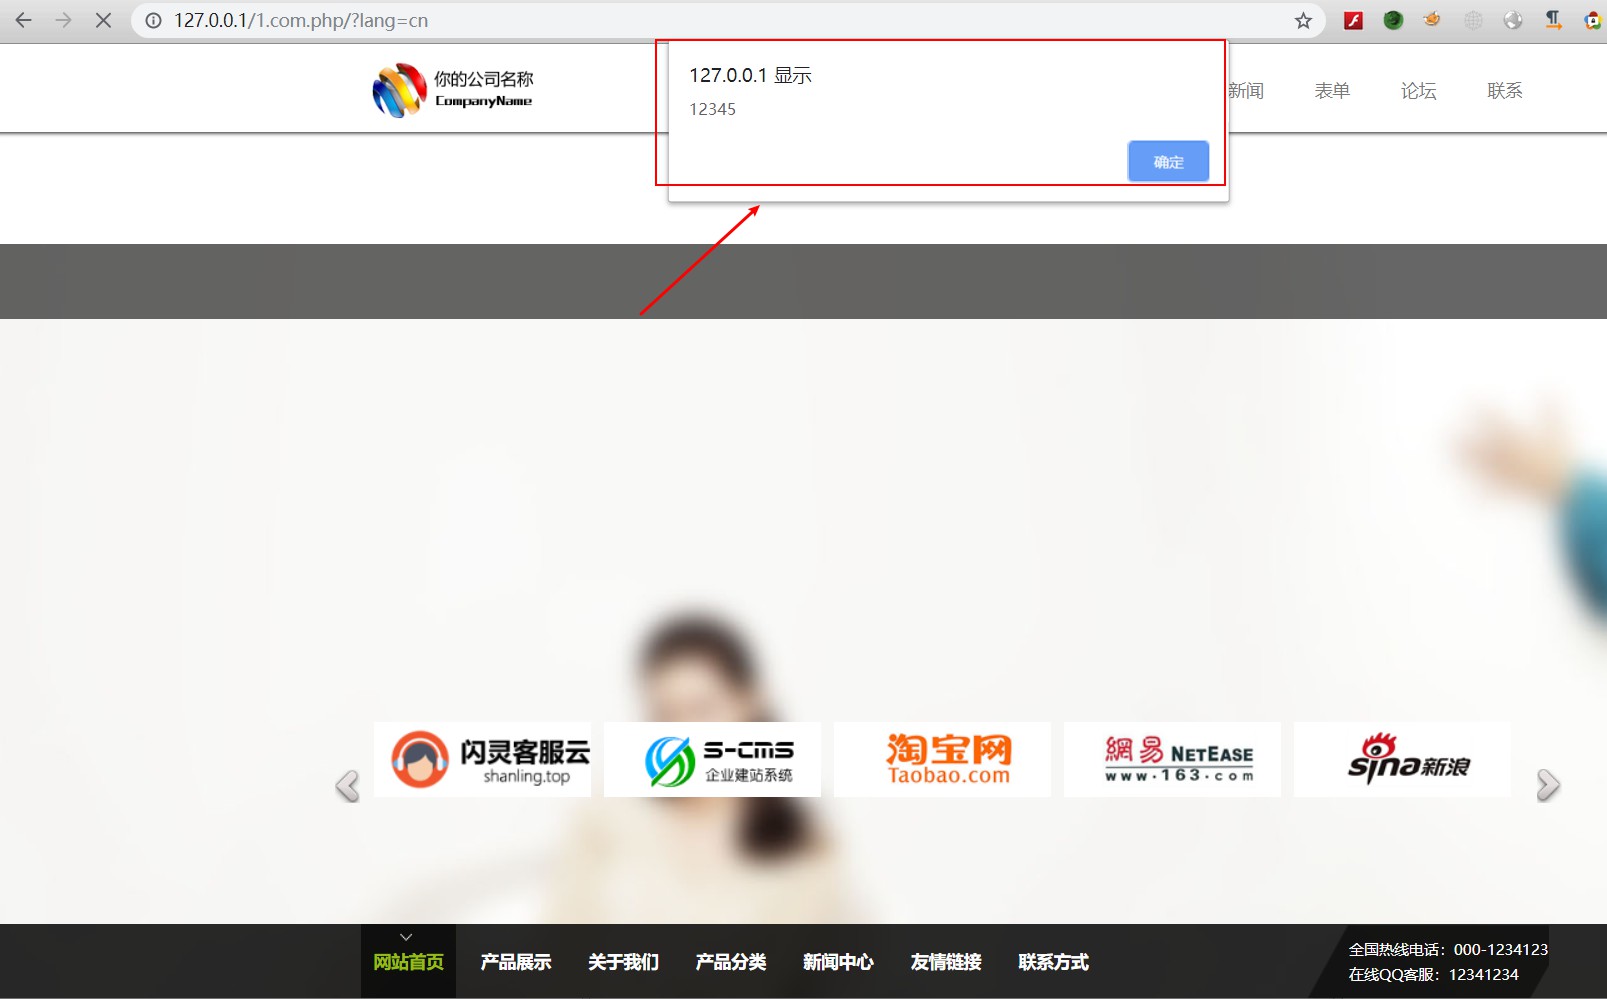 127.0.0.1/1.com.php/?lang=cn
你的公司名称
CompanyName
127.0.0.1 显示
12345
确定
新闻
表单
论坛
联系
闪灵客服云
shanling.top
S-CMS
企业建站系统
淘宝网
Taobao.com
網易 NETEASE
www.163.com
sina新浪
网站首页
产品展示
关于我们
产品分类
新闻中心
友情链接
联系方式
全国热线电话：000-1234123
在线QQ客服：12341234